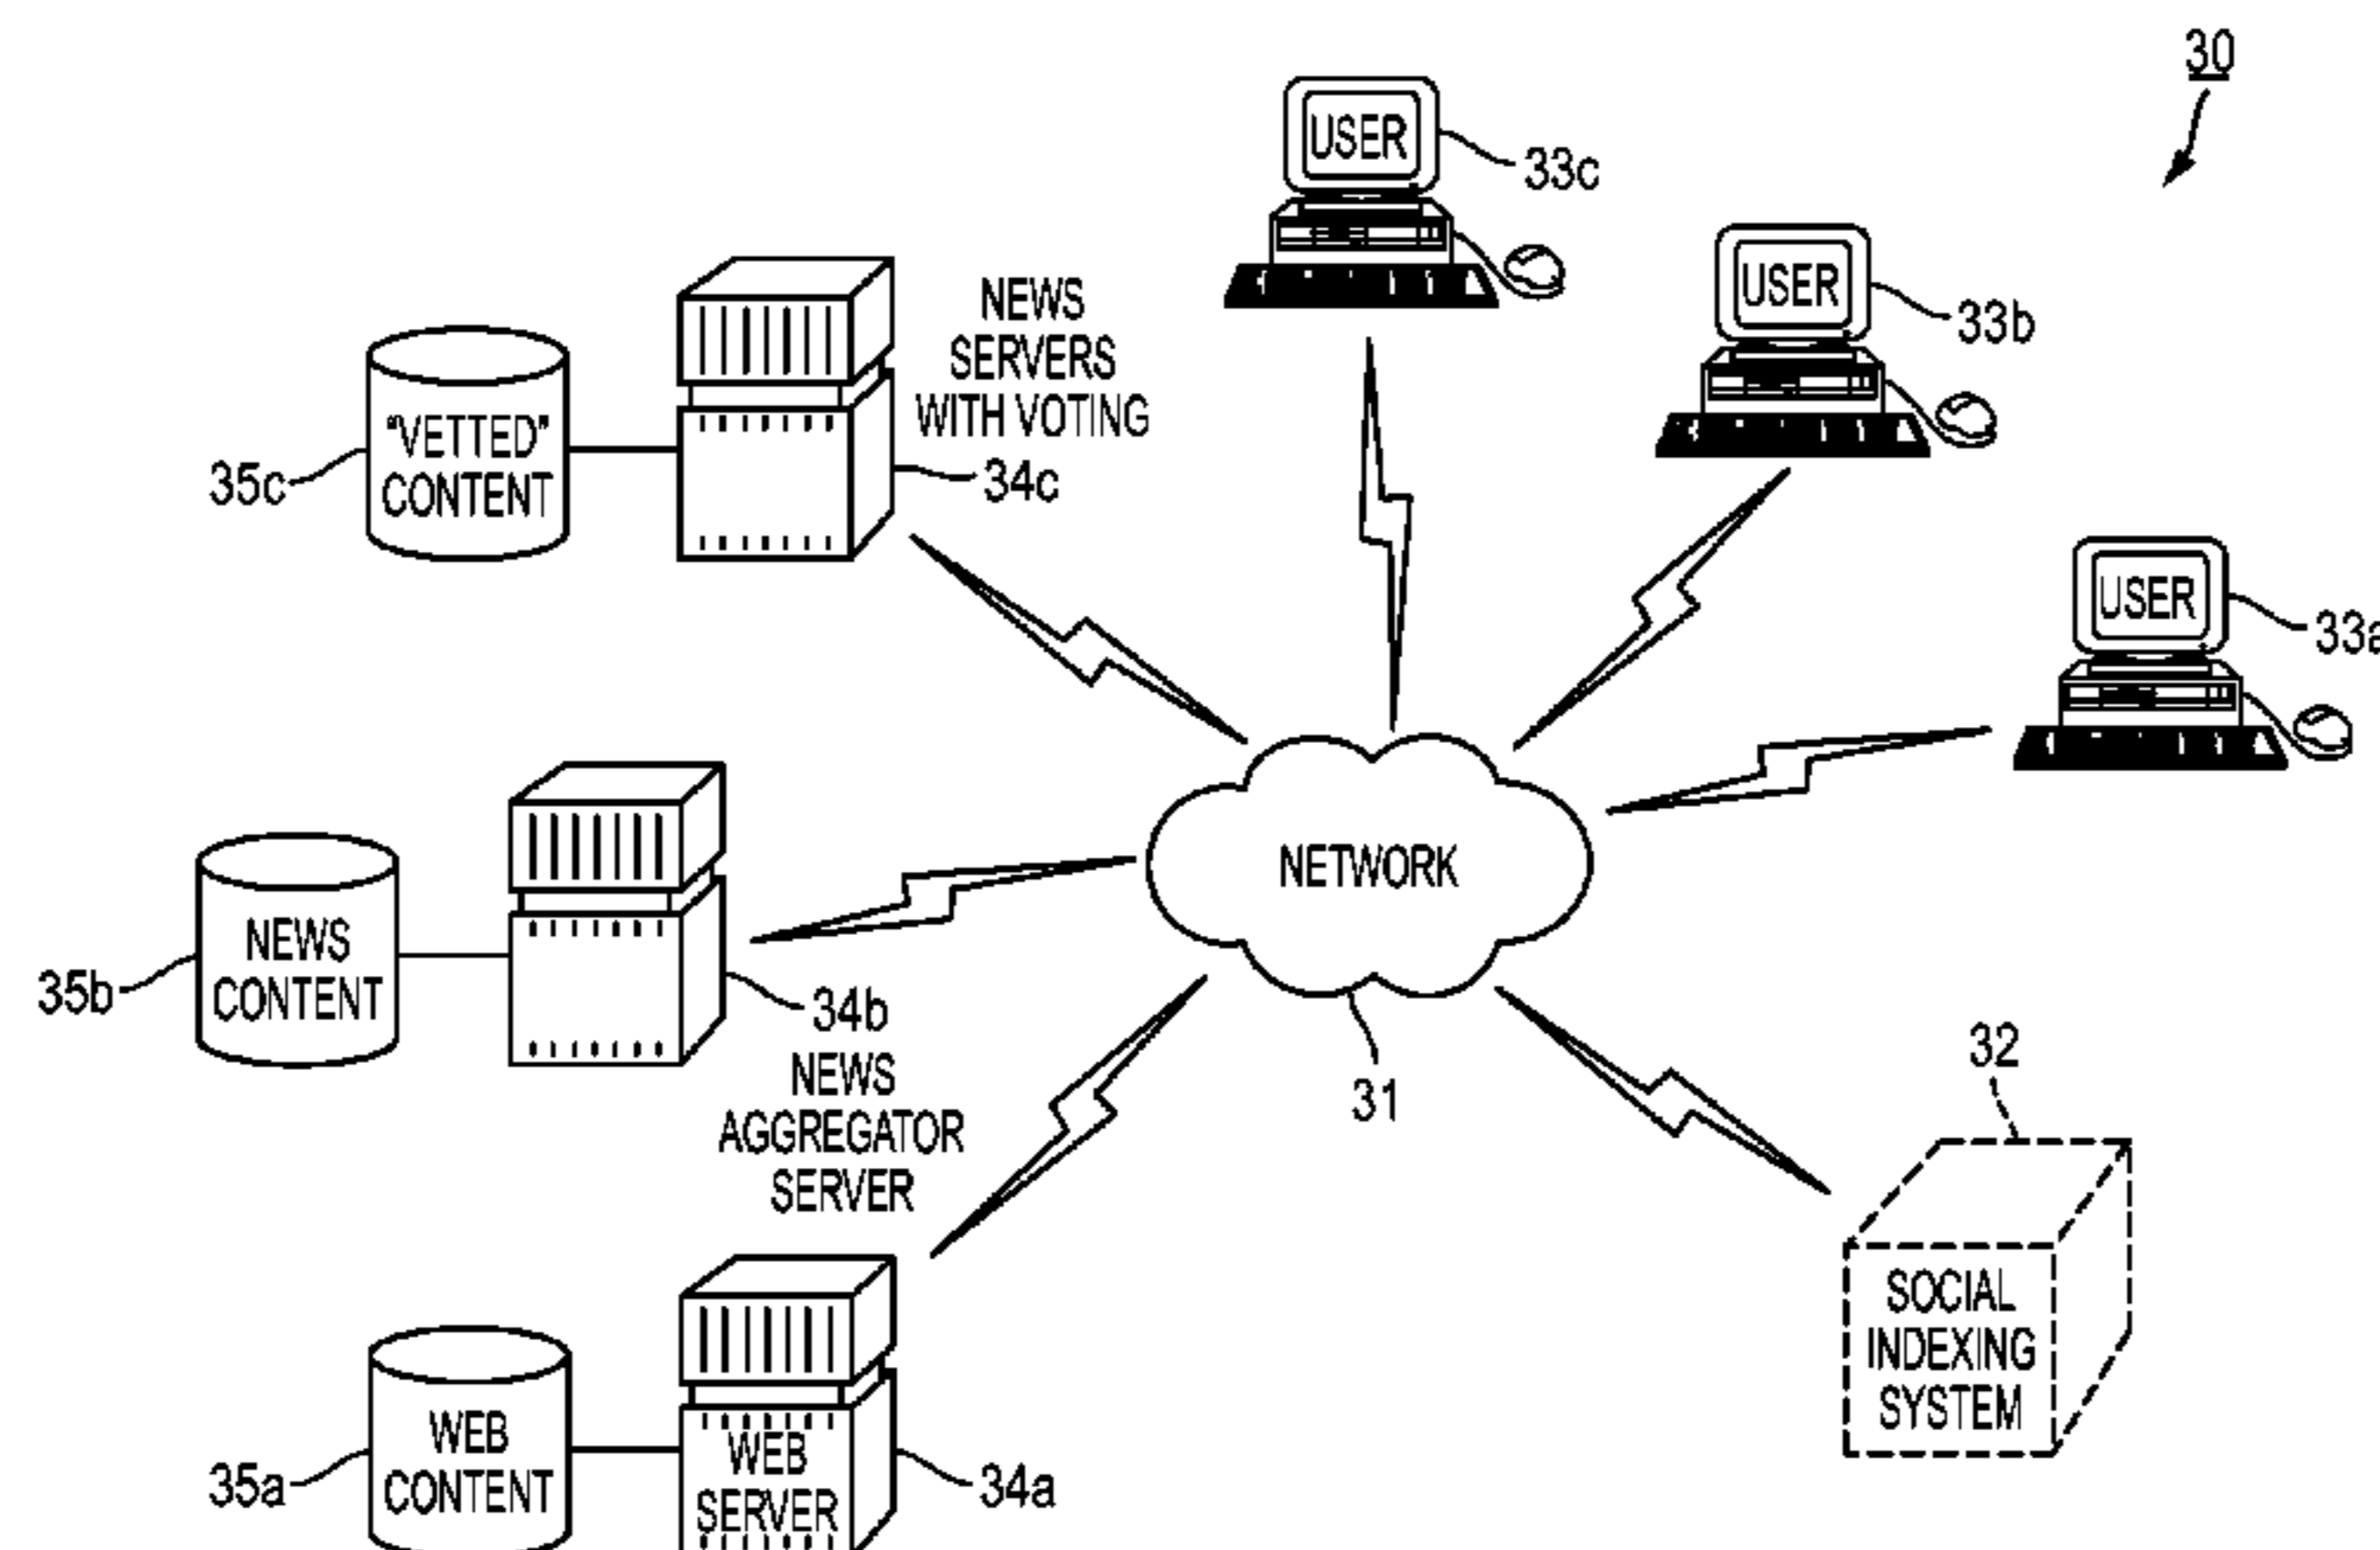 30
USER
33c
USER
33b
NEWS
SERVERS
WITH VOTING
"VETTED"
CONTENT
35c
34c
USER
33a
NETWORK
NEWS
CONTENT
35b
34b
NEWS
AGGREGATOR
SERVER
31
32
SOCIAL
INDEXING
SYSTEM
WEB
CONTENT
35a
WEB
SERVER
34a